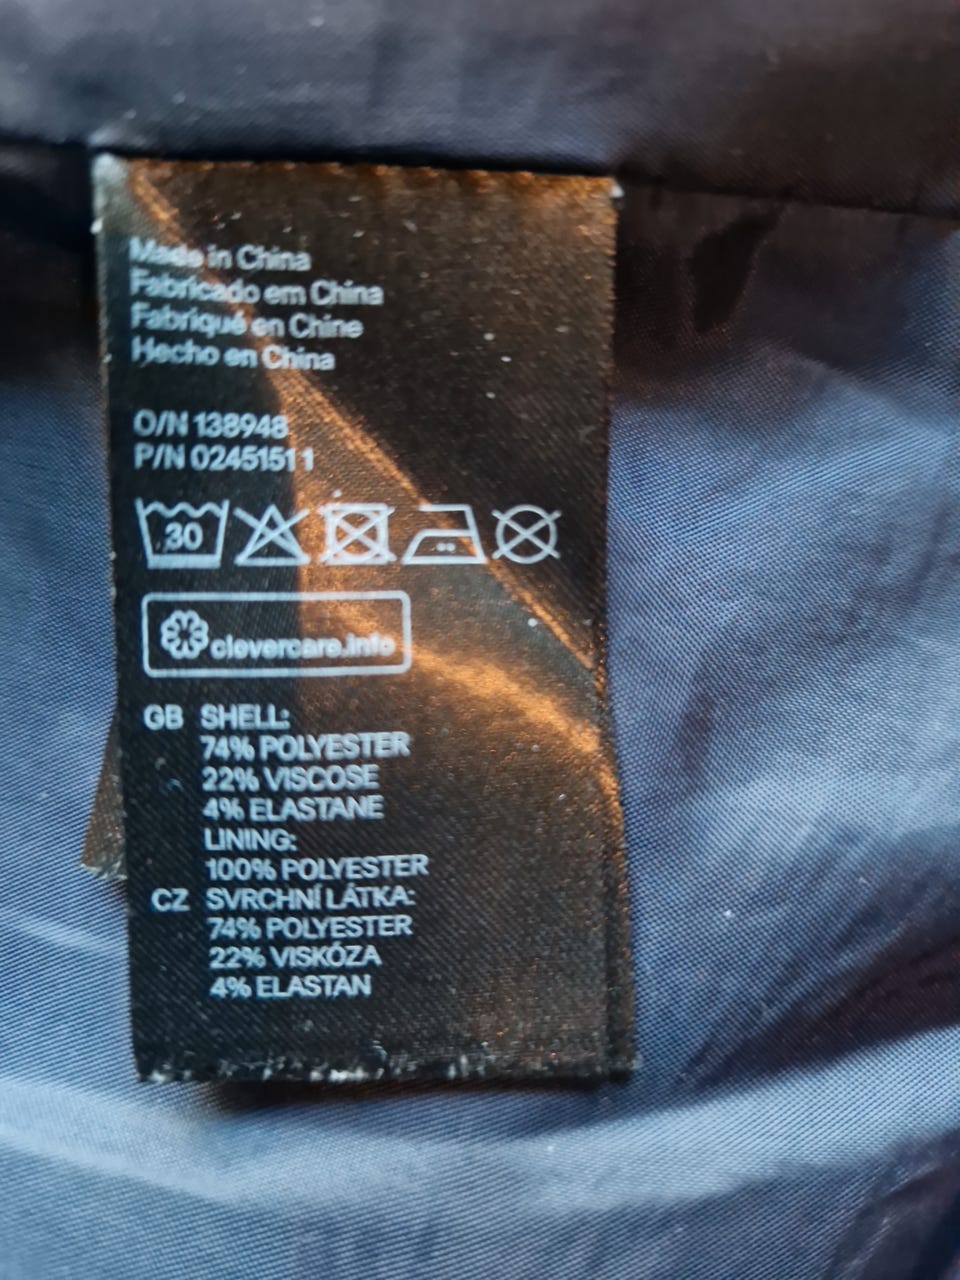 Made in China
Fabricado em China
Fabriqué en Chine
Hecho en China
O/N 138948
P/N 02451511
30
clevercare.info
GB SHELL:
74% POLYESTER
22% VISCOSE
4% ELASTANE
LINING:
100% POLYESTER
CZ SVRCHNÍ LÁTKA:
74% POLYESTER
22% VISKÓZA
4% ELASTAN